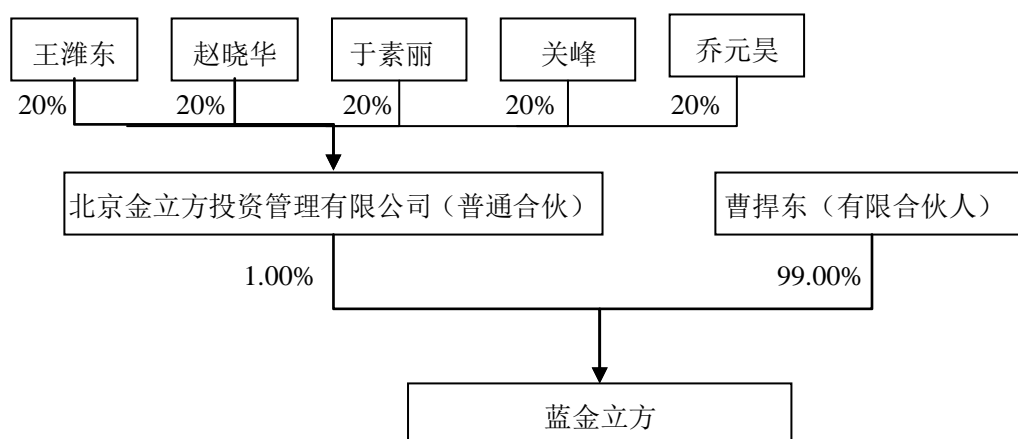 王潍东
赵晓华
于素丽
关峰
乔元昊
20%
20%
20%
20%
20%
北京金立方投资管理有限公司（普通合伙）
曹捍东（有限合伙人）
1.00%
99.00%
蓝金立方